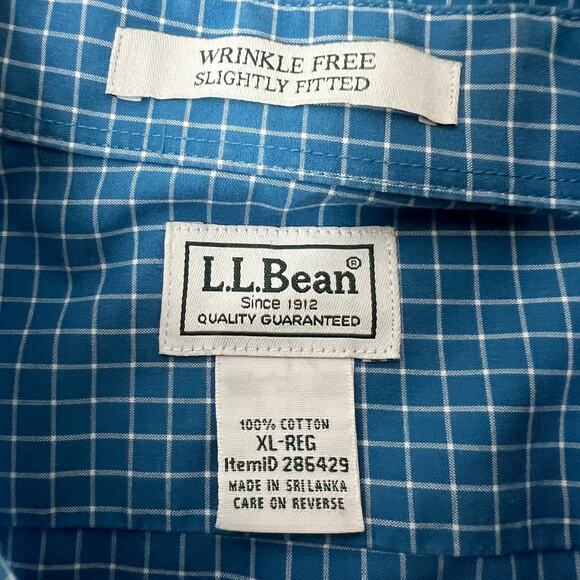 WRINKLE FREE
SLIGHTLY FITTED
L.L.Bean®
Since 1912
QUALITY GUARANTEED
100% COTTON
XL-REG
ItemID 286429
MADE IN SRI LANKA
CARE ON REVERSE